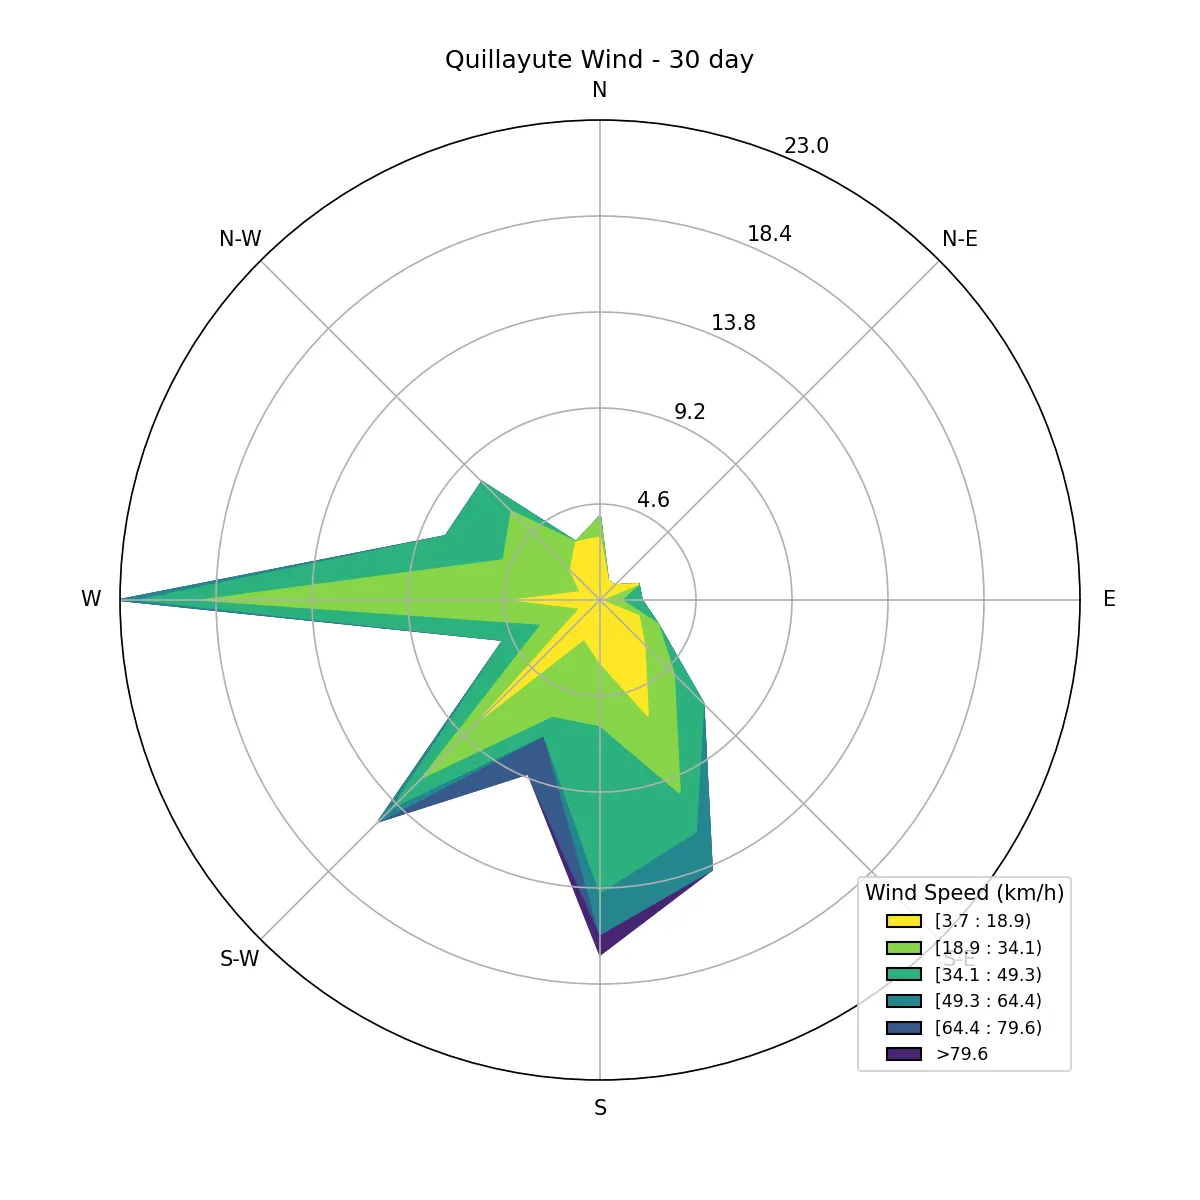 Quillayute Wind - 30 day
N
23.0
N-W
18.4
N-E
13.8
9.2
4.6
W
E
Wind Speed (km/h)
[3.7 : 18.9)
[18.9 : 34.1)
S-W
S-E
[34.1 : 49.3)
[49.3 : 64.4)
[64.4 : 79.6)
>79.6
S